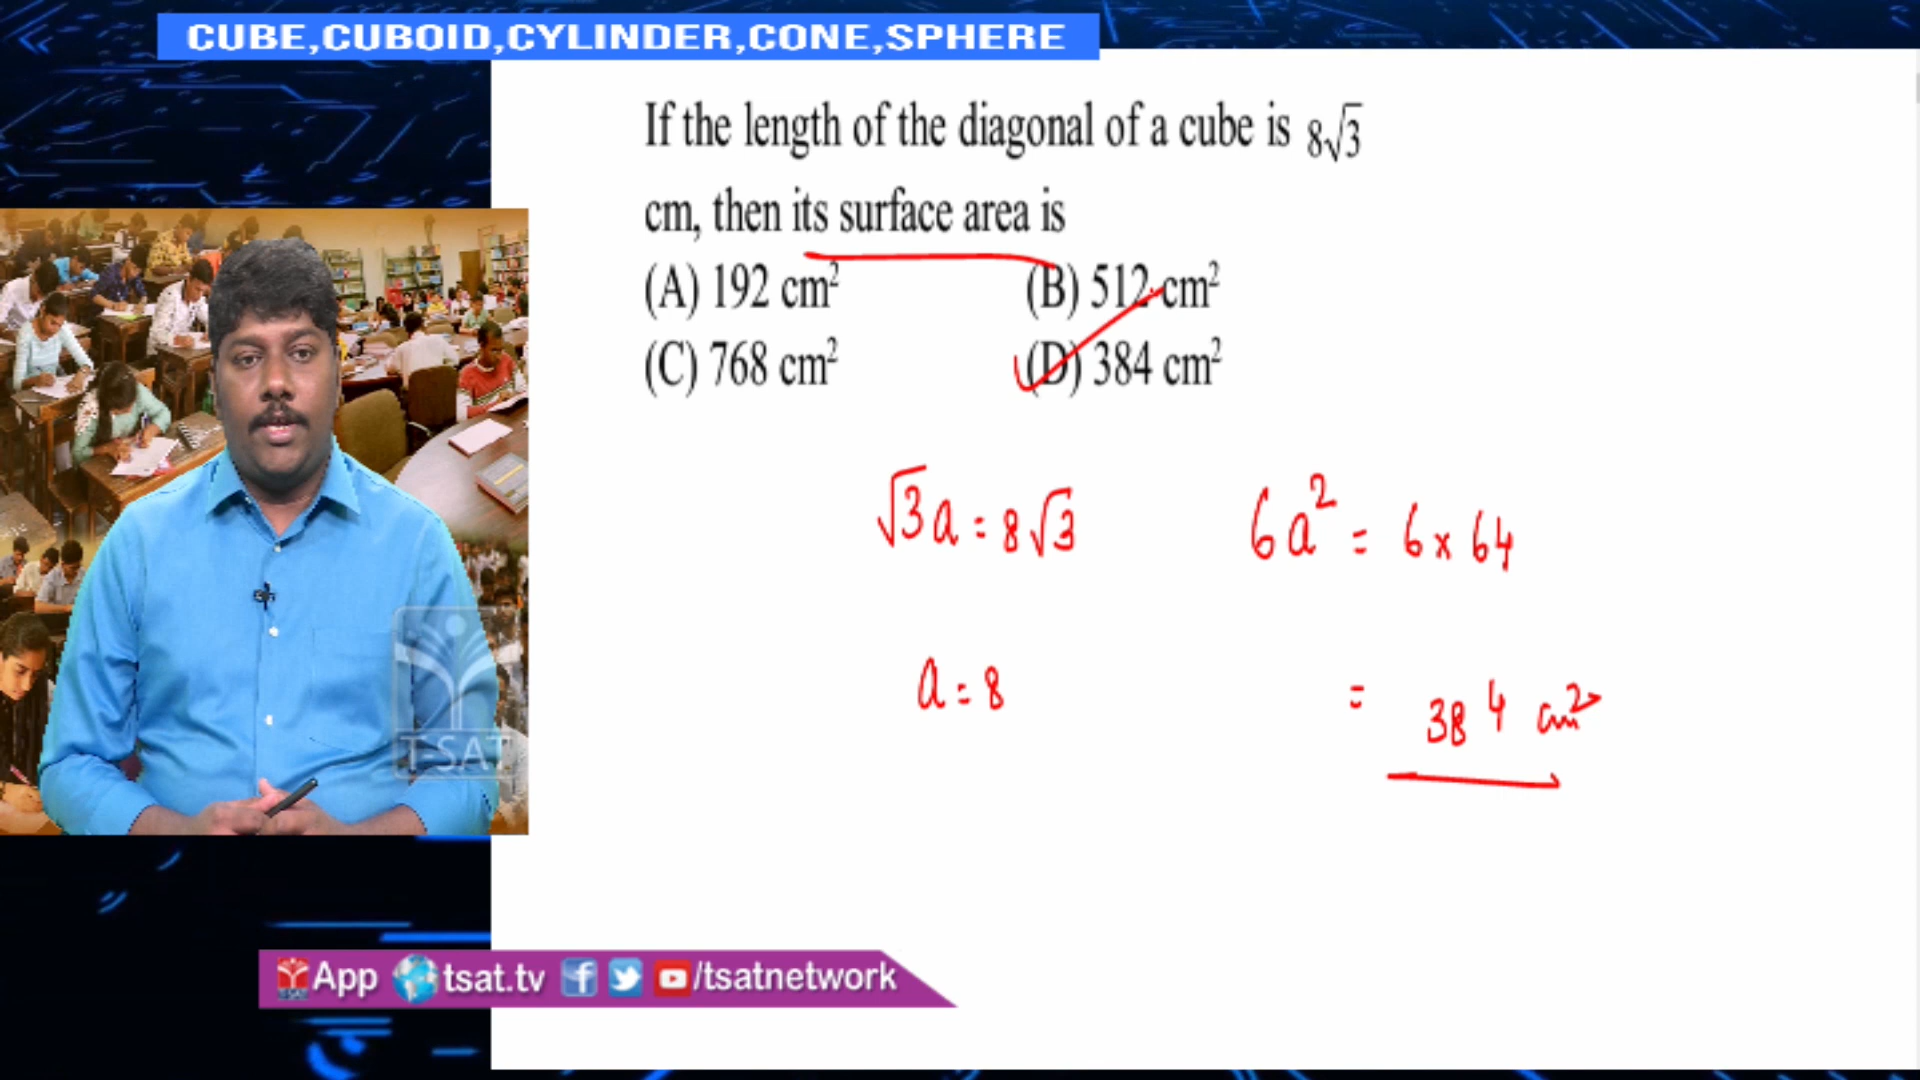 CUBE,CUBOID,CYLINDER,CONE,SPHERE
If the length of the diagonal of a cube is 8√3
cm, then its surface area is
(A) 192 cm² (B) 512 cm²
(C) 768 cm² (D) 384 cm²
√3a = 8√3 6a² = 6 x 64
a = 8 = 384 cm²
T-SAT
App tsat.tv /tsatnetwork